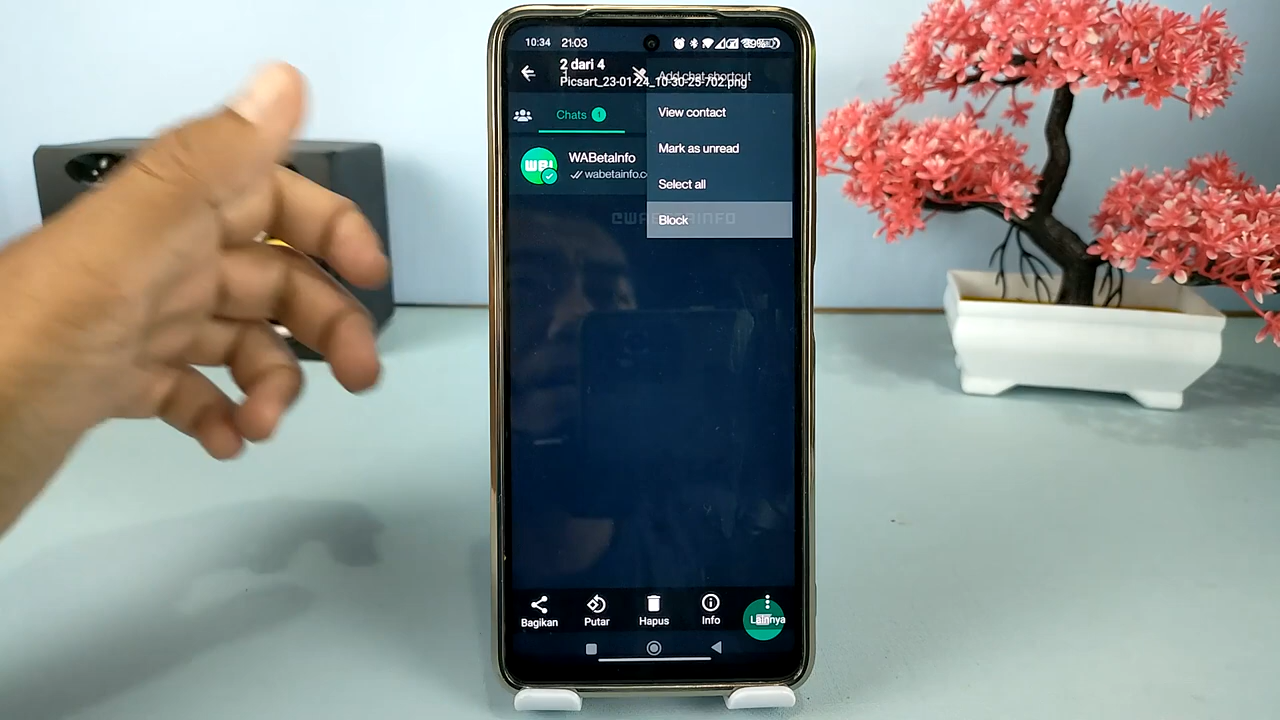 10:34 21:03 39%
2 dari 4
Picsart_23-01-24_10-30-25-702.png
Add chat shortcut
Chats 1
View contact
Mark as unread
WABetaInfo
wabetainfo.c
Select all
Block
Bagikan Putar Hapus Info Lainnya